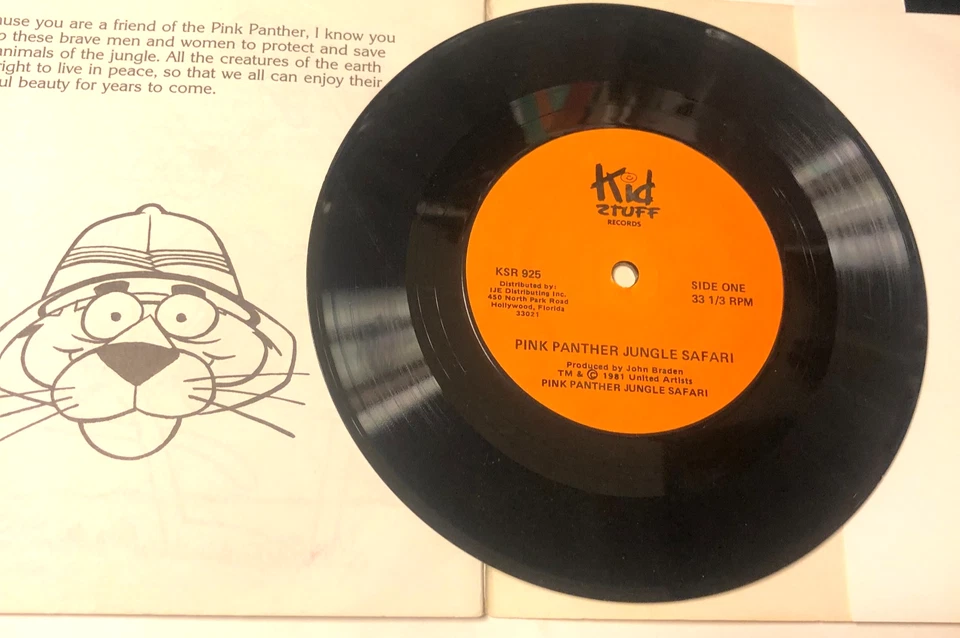 use you are a friend of the Pink Panther, I know you
these brave men and women to protect and save
animals of the jungle. All the creatures of the earth
right to live in peace, so that we all can enjoy their
ul beauty for years to come.
Kid
STUFF
RECORDS
KSR 925
Distributed by:
IJE Distributing Inc.
450 North Park Road
Hollywood, Florida
33021
SIDE ONE
33 1/3 RPM
PINK PANTHER JUNGLE SAFARI
Produced by John Braden
TM & © 1981 United Artists
PINK PANTHER JUNGLE SAFARI